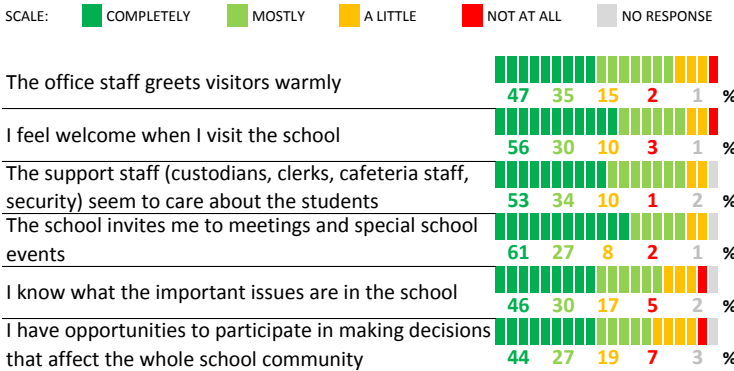 SCALE: COMPLETELY MOSTLY A LITTLE NOT AT ALL NO RESPONSE
The office staff greets visitors warmly
47 35 15 2 1 %
I feel welcome when I visit the school
56 30 10 3 1 %
The support staff (custodians, clerks, cafeteria staff,
security) seem to care about the students
53 34 10 1 2 %
The school invites me to meetings and special school
events
61 27 8 2 1 %
I know what the important issues are in the school
46 30 17 5 2 %
I have opportunities to participate in making decisions
that affect the whole school community
44 27 19 7 3 %